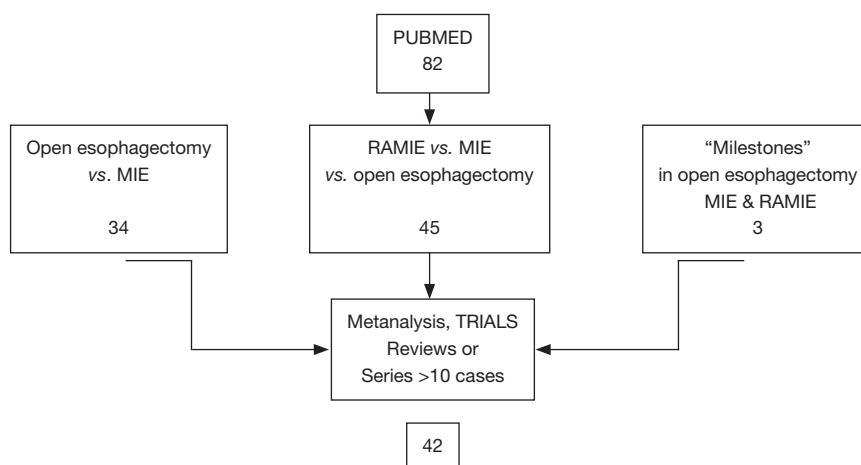 PUBMED
82
Open esophagectomy
vs. MIE
34
RAMIE vs. MIE
vs. open esophagectomy
45
“Milestones”
in open esophagectomy
MIE & RAMIE
3
Metanalysis, TRIALS
Reviews or
Series >10 cases
42